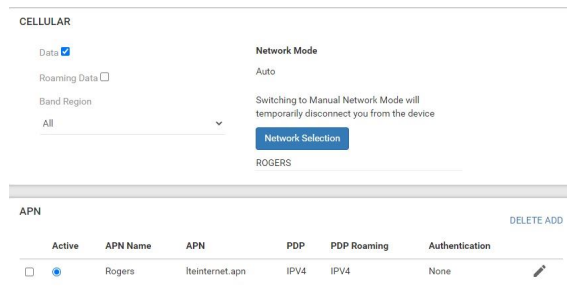 CELLULAR
Data
Network Mode
Auto
Roaming Data
Band Region
Switching to Manual Network Mode will
temporarily disconnect you from the device
All
Network Selection
ROGERS
APN
DELETE ADD
Active APN Name APN PDP PDP Roaming Authentication
Rogers lteinternet.apn IPV4 IPV4 None